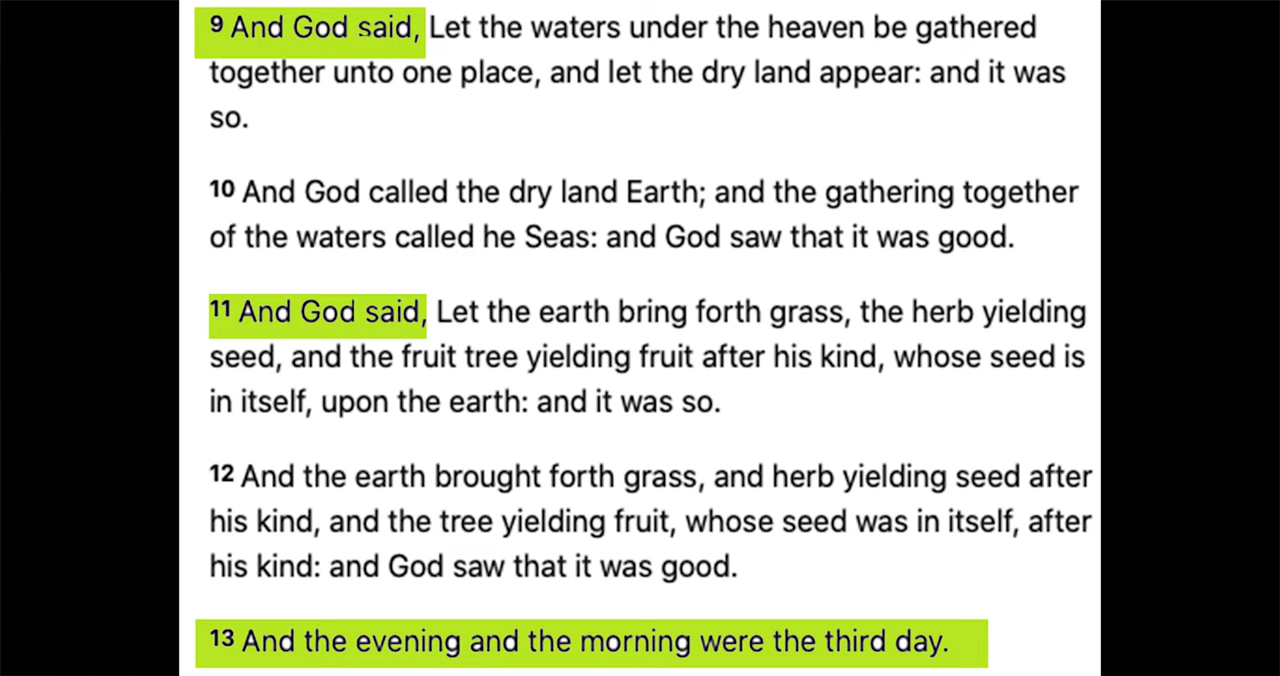 9 And God said, Let the waters under the heaven be gathered
together unto one place, and let the dry land appear: and it was
so.
10 And God called the dry land Earth; and the gathering together
of the waters called he Seas: and God saw that it was good.
11 And God said, Let the earth bring forth grass, the herb yielding
seed, and the fruit tree yielding fruit after his kind, whose seed is
in itself, upon the earth: and it was so.
12 And the earth brought forth grass, and herb yielding seed after
his kind, and the tree yielding fruit, whose seed was in itself, after
his kind: and God saw that it was good.
13 And the evening and the morning were the third day.